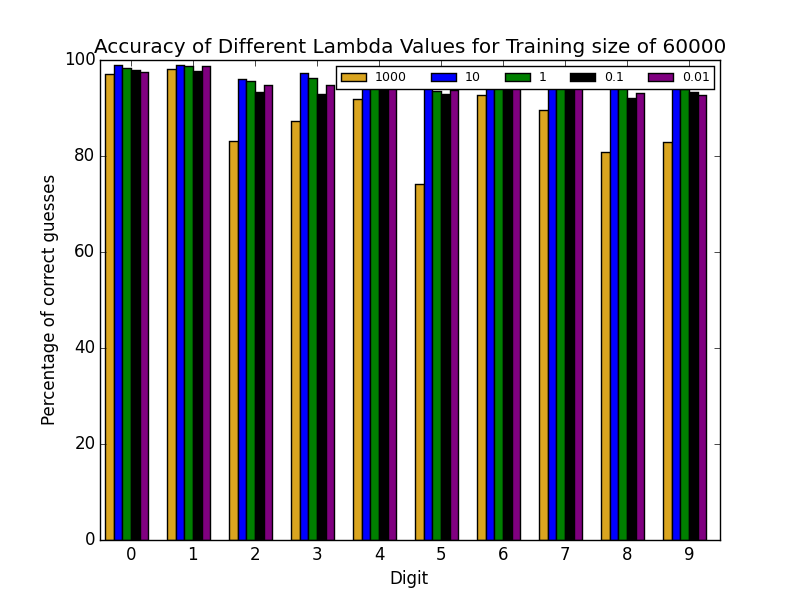 Accuracy of Different Lambda Values for Training size of 60000
100
1000 10 1 0.1 0.01
80
60
40
20
0
Percentage of correct guesses
0 1 2 3 4 5 6 7 8 9
Digit